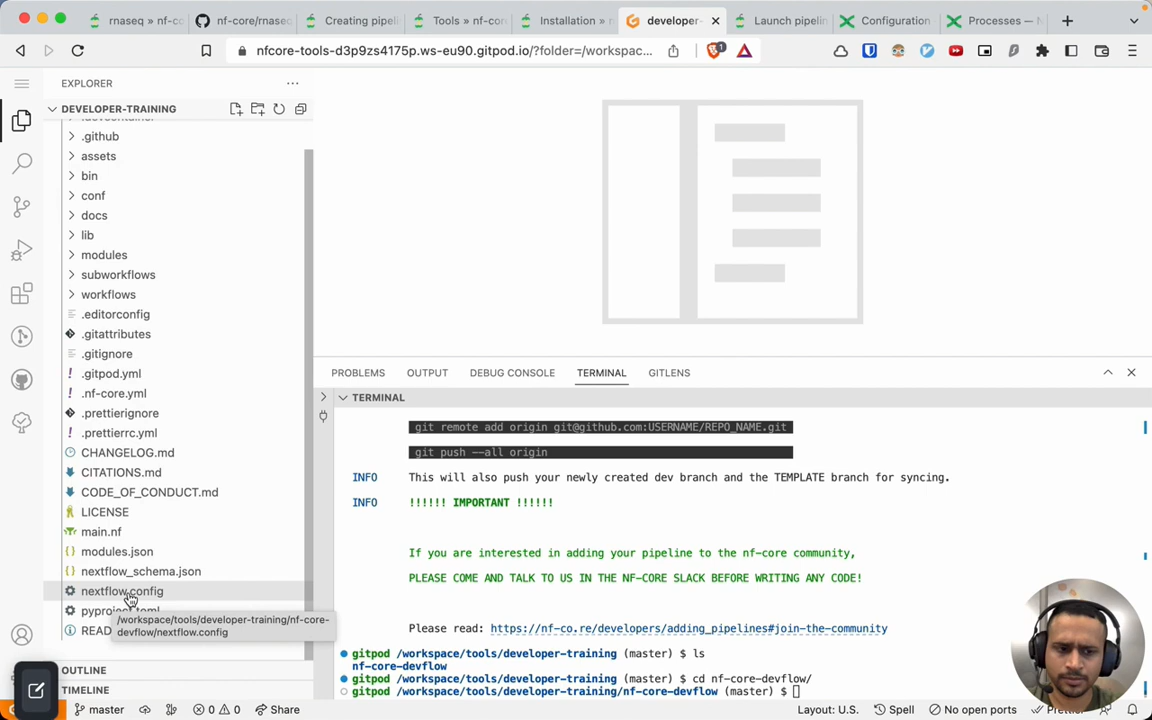 rnaseq » nf-co
nf-core/rnaseq
Creating pipeli
Tools » nf-cor
Installation » n
developer-
Launch pipelin
Configuration
Processes — N
nfcore-tools-d3p9zs4175p.ws-eu90.gitpod.io/?folder=/workspac...
1
EXPLORER
DEVELOPER-TRAINING
.devcontainer
.github
assets
bin
conf
docs
lib
modules
subworkflows
workflows
.editorconfig
.gitattributes
.gitignore
.gitpod.yml
.nf-core.yml
.prettierignore
.prettierrc.yml
CHANGELOG.md
CITATIONS.md
CODE_OF_CONDUCT.md
LICENSE
main.nf
modules.json
nextflow_schema.json
nextflow.config
pyproject.toml
/workspace/tools/developer-training/nf-core-
devflow/nextflow.config
READ
OUTLINE
TIMELINE
PROBLEMS OUTPUT DEBUG CONSOLE TERMINAL GITLENS
TERMINAL
git remote add origin git@github.com:USERNAME/REPO_NAME.git
git push --all origin
INFO This will also push your newly created dev branch and the TEMPLATE branch for syncing.
INFO !!!!!! IMPORTANT !!!!!!
If you are interested in adding your pipeline to the nf-core community,
PLEASE COME AND TALK TO US IN THE NF-CORE SLACK BEFORE WRITING ANY CODE!
Please read: https://nf-co.re/developers/adding_pipelines#join-the-community
gitpod /workspace/tools/developer-training (master) $ ls
nf-core-devflow
gitpod /workspace/tools/developer-training (master) $ cd nf-core-devflow/
gitpod /workspace/tools/developer-training/nf-core-devflow (master) $
master 0 0 Share Layout: U.S. Spell No open ports Prettier